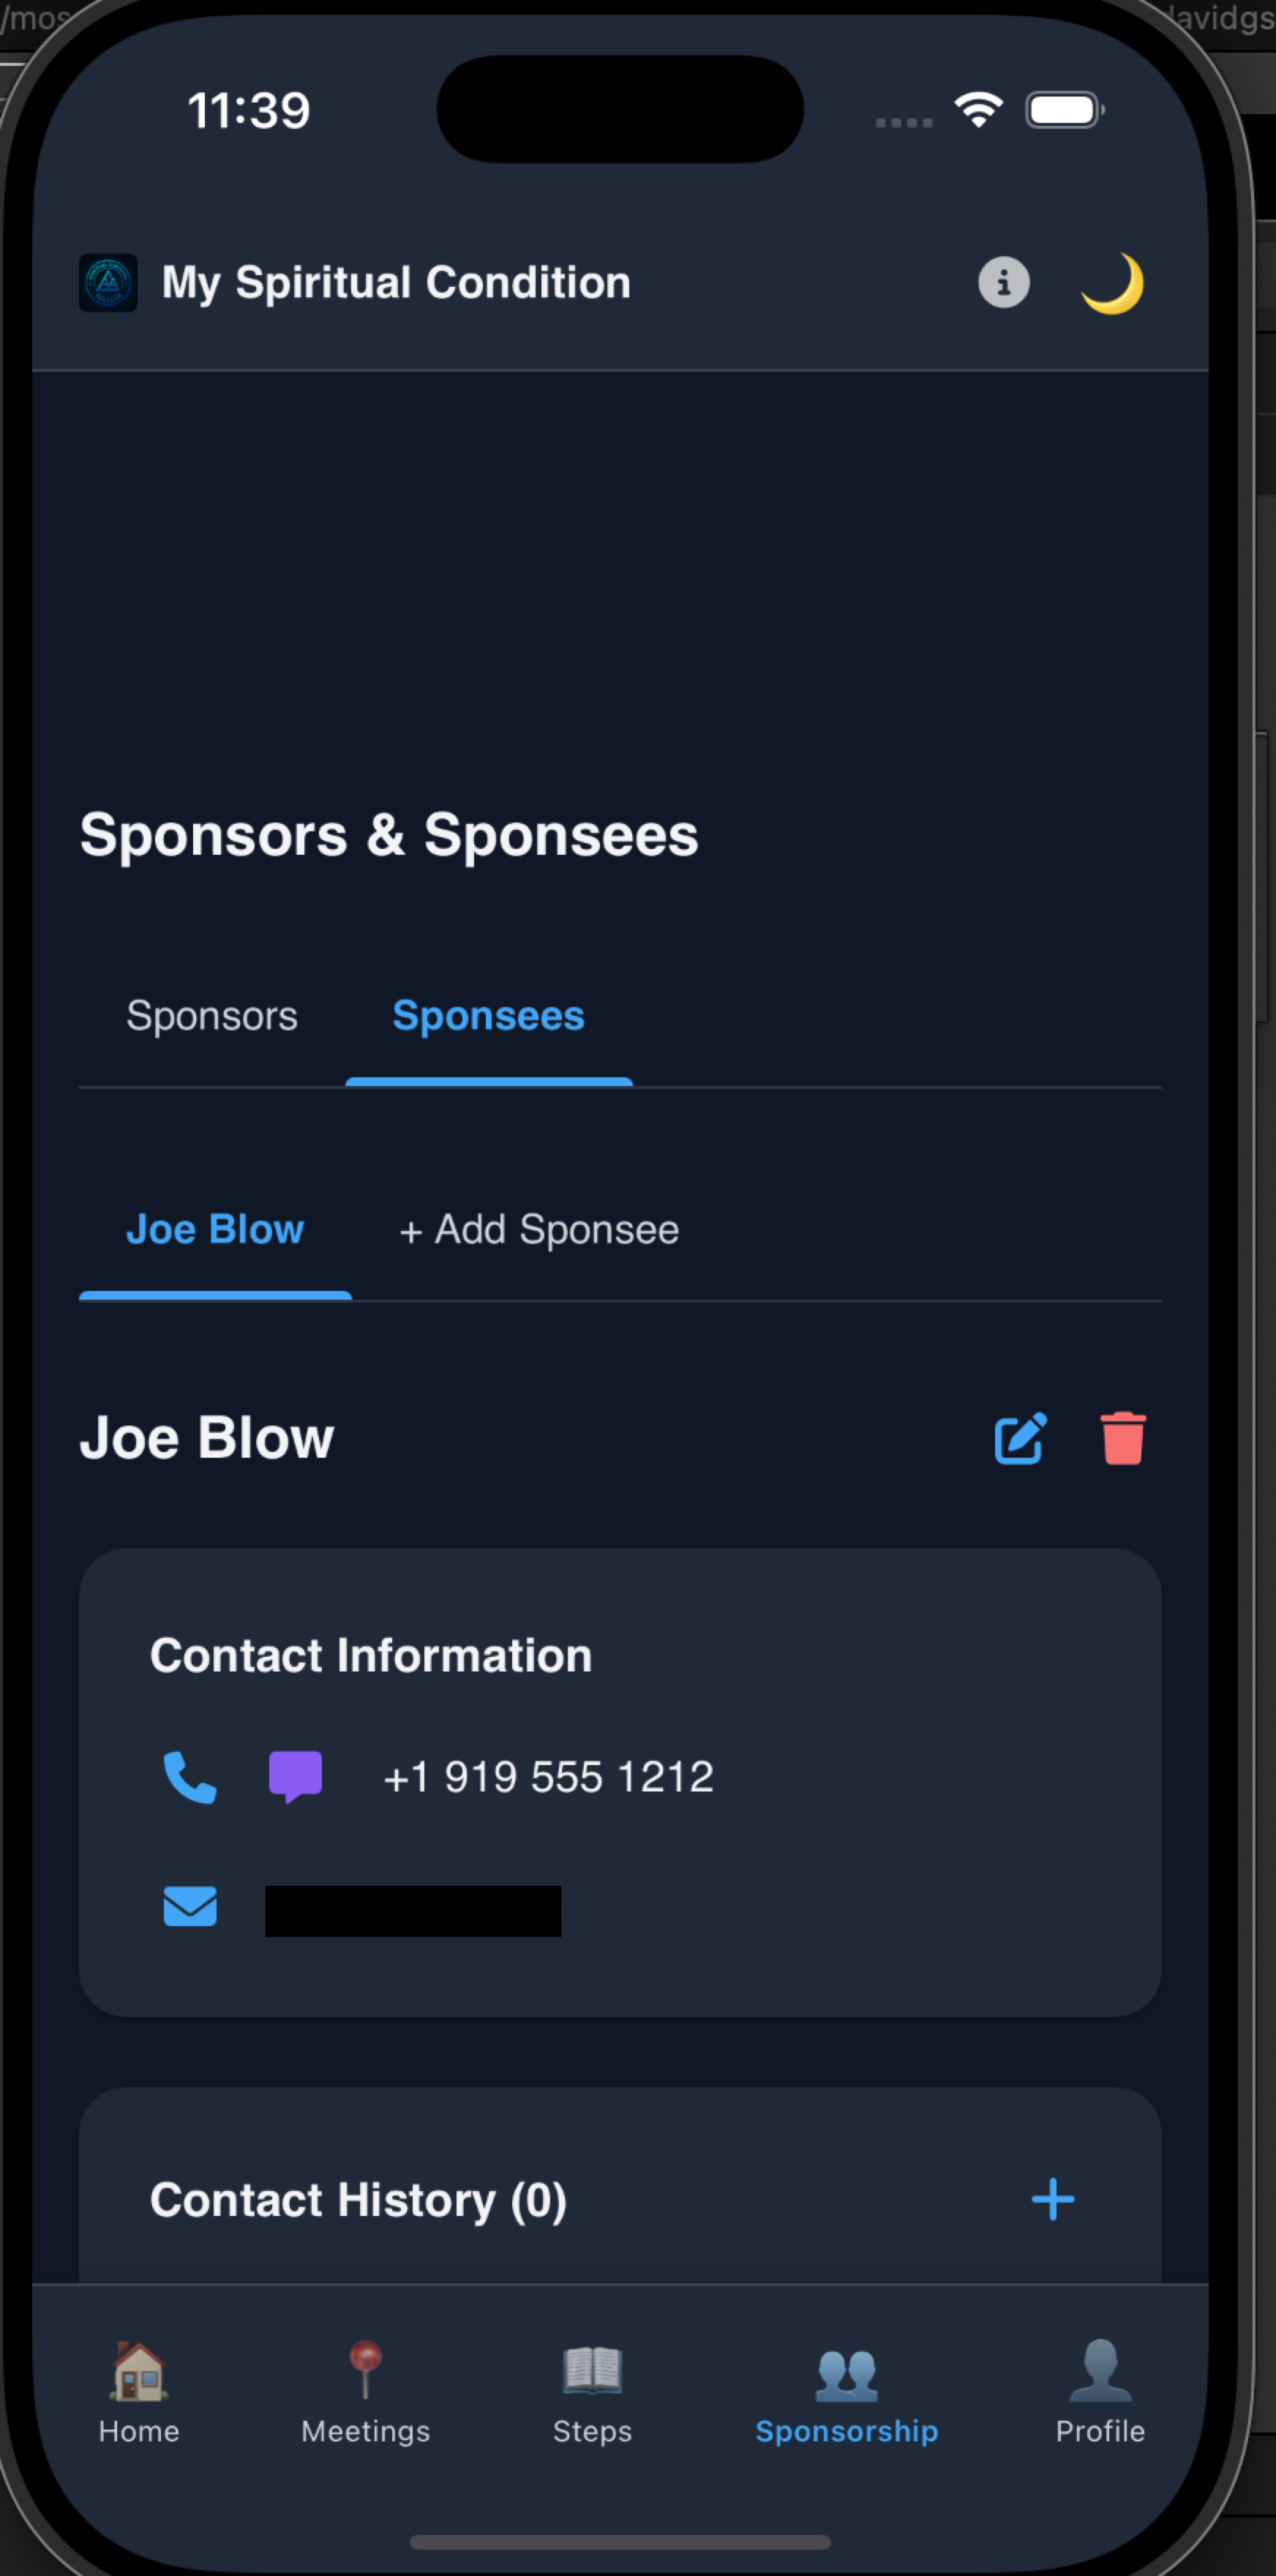 /mos
davidgs
11:39
My Spiritual Condition
Sponsors & Sponsees
Sponsors Sponsees
Joe Blow + Add Sponsee
Joe Blow
Contact Information
+1 919 555 1212
Contact History (0)
Home Meetings Steps Sponsorship Profile